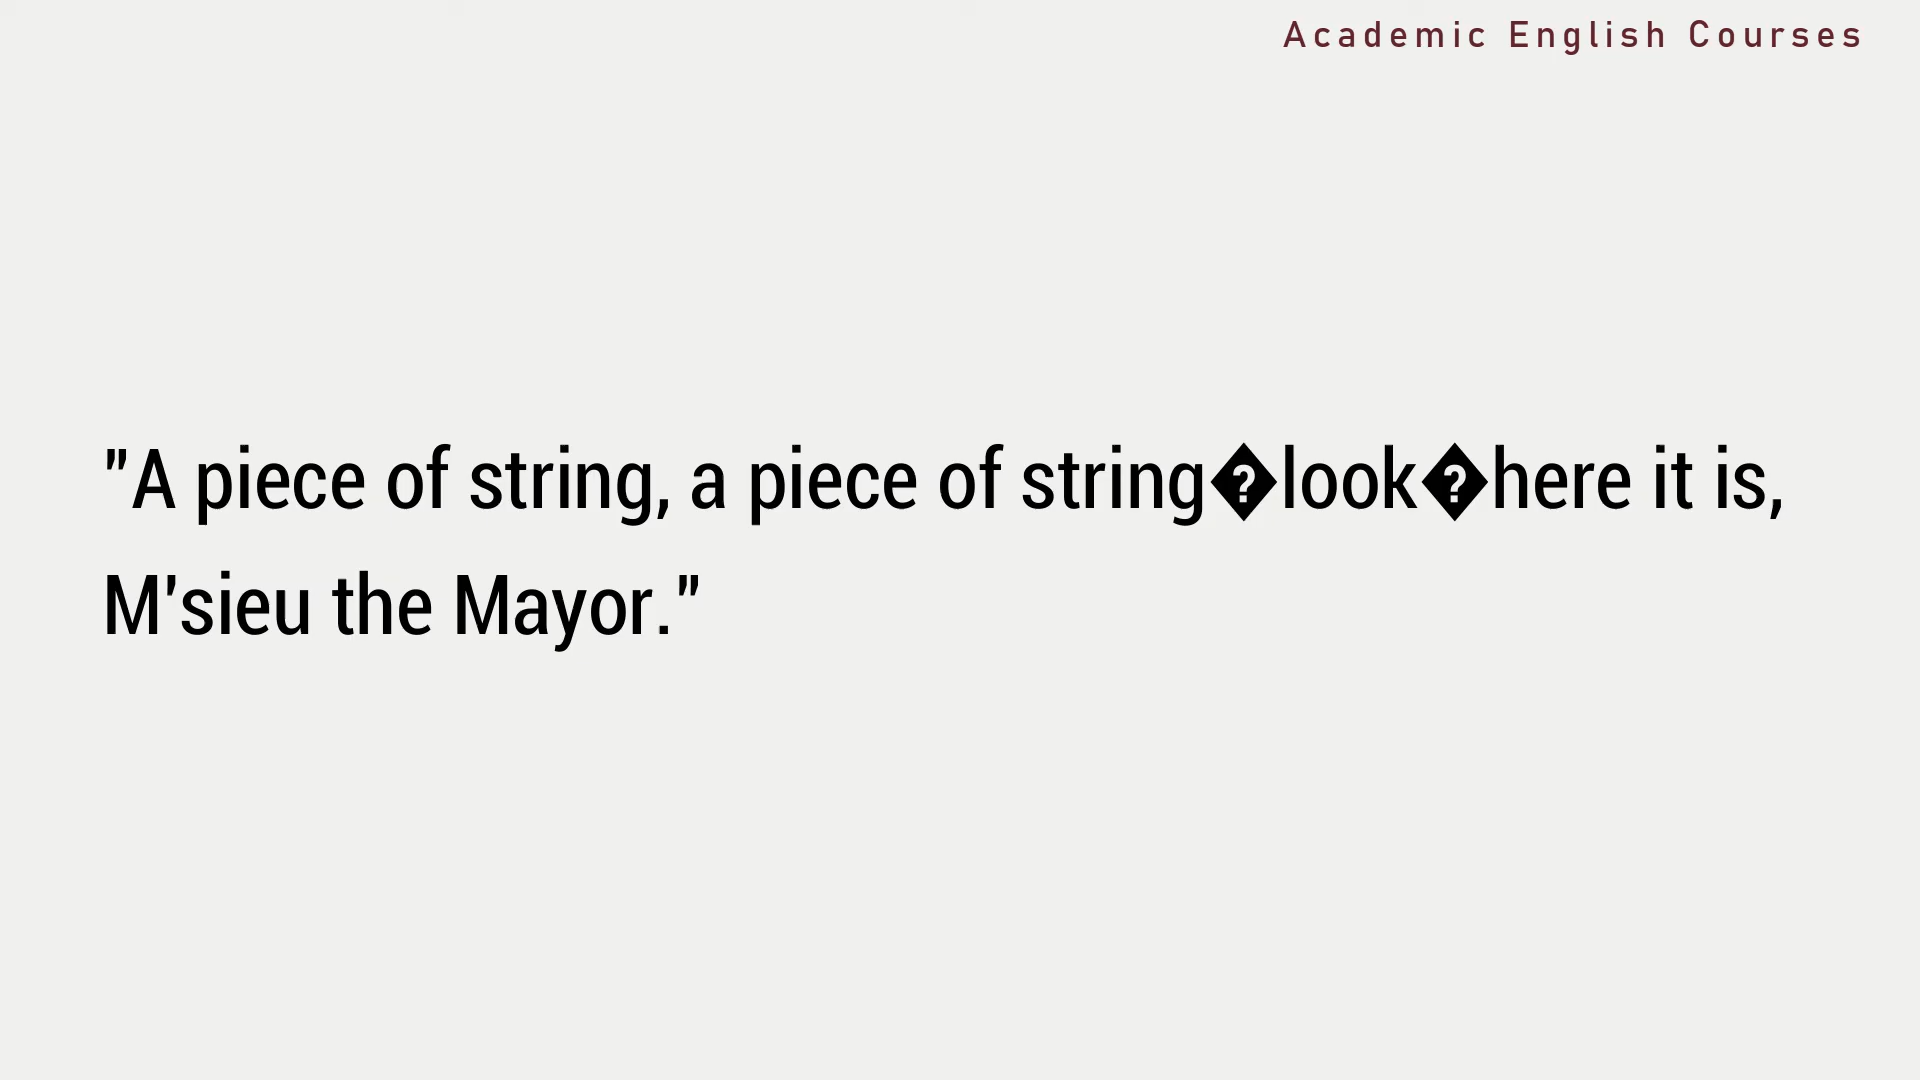 Academic English Courses
"A piece of string, a piece of string�look�here it is,
M'sieu the Mayor."